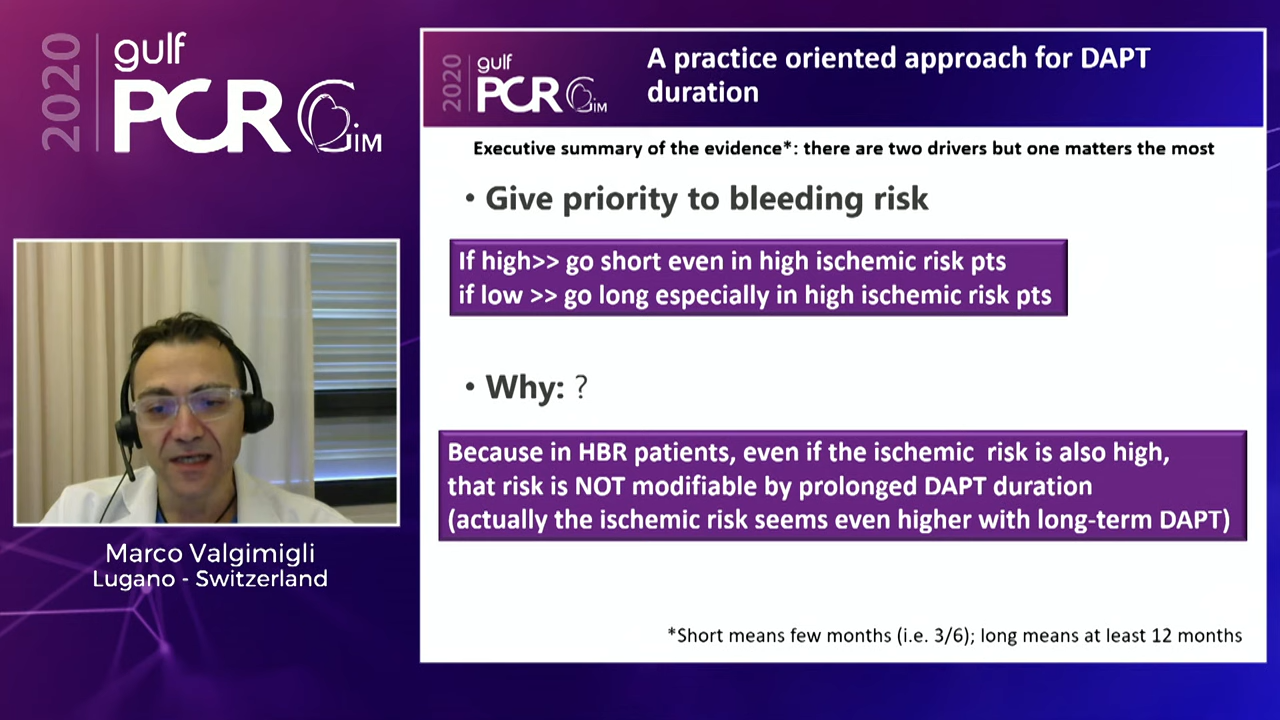 2020
gulf
PCR GIM
2020
gulf
PCR GIM
A practice oriented approach for DAPT
duration
Executive summary of the evidence*: there are two drivers but one matters the most
• Give priority to bleeding risk
If high>> go short even in high ischemic risk pts
if low >> go long especially in high ischemic risk pts
• Why: ?
Because in HBR patients, even if the ischemic  risk is also high,
that risk is NOT modifiable by prolonged DAPT duration
(actually the ischemic risk seems even higher with long-term DAPT)
*Short means few months (i.e. 3/6); long means at least 12 months
Marco Valgimigli
Lugano - Switzerland